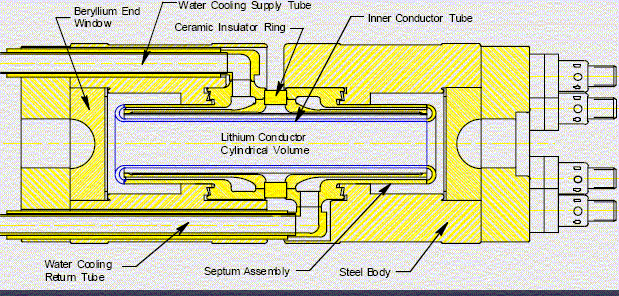 Beryllium End
Window
Water Cooling Supply Tube
Ceramic Insulator Ring
Inner Conductor Tube
Lithium Conductor
Cylindrical Volume
Water Cooling
Return Tube
Septum Assembly
Steel Body